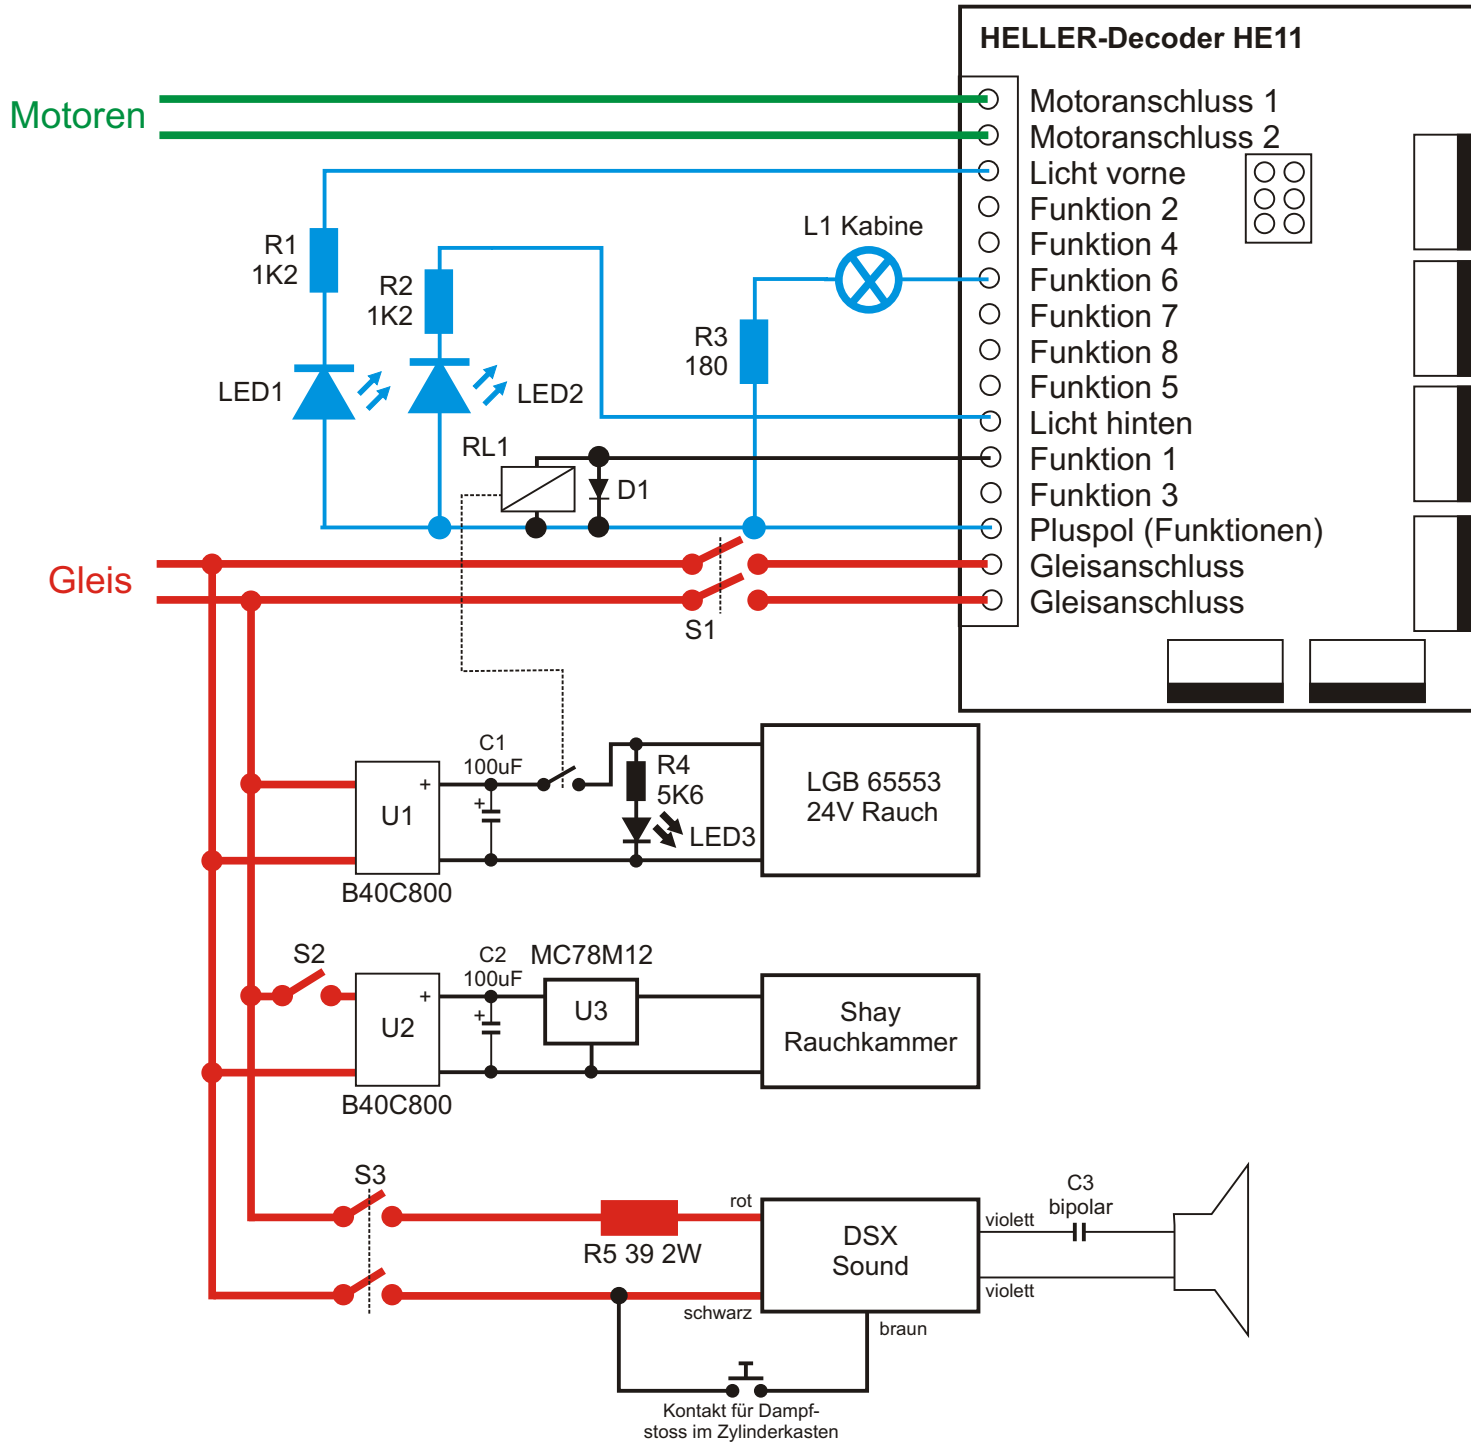 HELLER-Decoder HE11
Motoren
Motoranschluss 1
Motoranschluss 2
Licht vorne
Funktion 2
Funktion 4
Funktion 6
Funktion 7
Funktion 8
Funktion 5
Licht hinten
Funktion 1
Funktion 3
Pluspol (Funktionen)
Gleisanschluss
Gleisanschluss
L1 Kabine
R1
1K2
R2
1K2
R3
180
LED1
LED2
RL1
D1
Gleis
S1
C1
100uF
+
+
U1
B40C800
R4
5K6
LED3
LGB 65553
24V Rauch
S2
C2
100uF
MC78M12
+
+
U2
U3
B40C800
Shay
Rauchkammer
S3
rot
R5 39 2W
schwarz
DSX
Sound
braun
violett
C3
bipolar
violett
Kontakt für Dampf-
stoss im Zylinderkasten